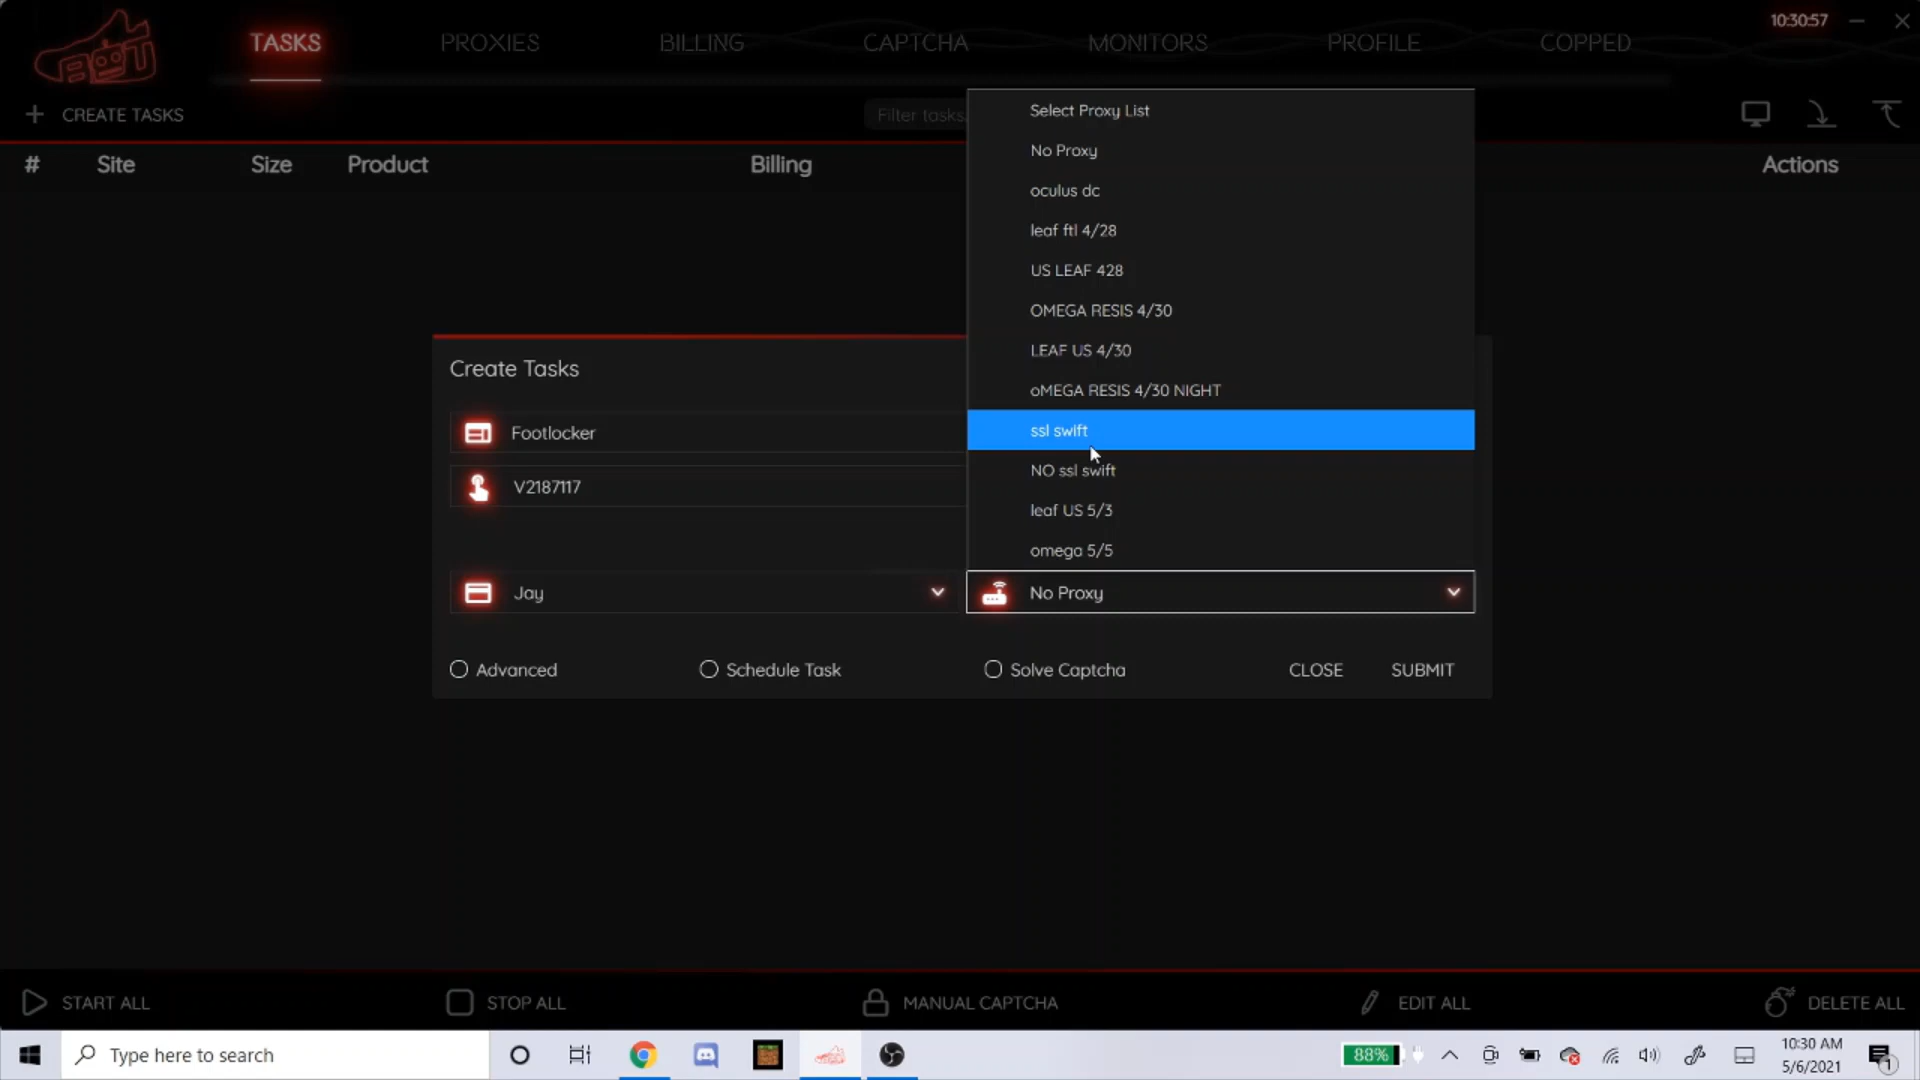 BOT
TASKS
PROXIES
BILLING
CAPTCHA
MONITORS
PROFILE
COPPED
10:30:57
CREATE TASKS
Filter tasks
# Site Size Product Billing Actions
Select Proxy List
No Proxy
oculus dc
leaf ftl 4/28
US LEAF 428
OMEGA RESIS 4/30
LEAF US 4/30
oMEGA RESIS 4/30 NIGHT
ssl swift
NO ssl swift
leaf US 5/3
omega 5/5
Create Tasks
Footlocker
V2187117
Jay
No Proxy
Advanced
Schedule Task
Solve Captcha
CLOSE
SUBMIT
START ALL
STOP ALL
MANUAL CAPTCHA
EDIT ALL
DELETE ALL
Type here to search
88%
10:30 AM
5/6/2021
1